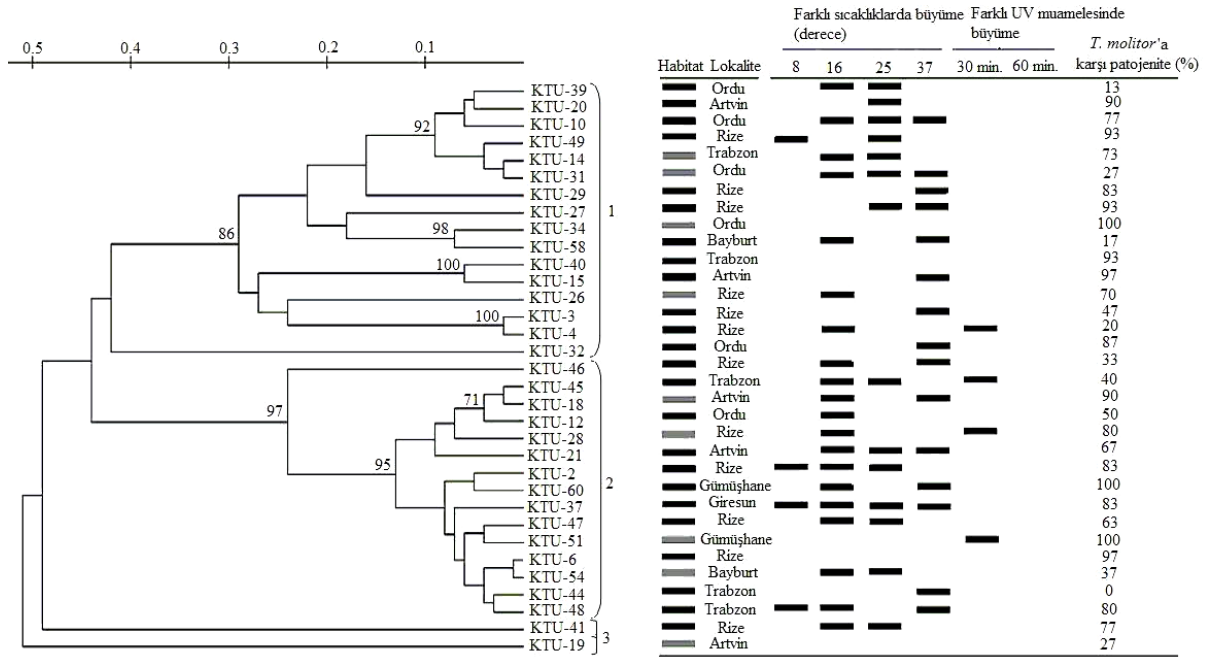 Farklı sıcaklıklarda büyüme (derece)
Farklı UV muamelesinde büyüme
T. molitor'a karşı patojenite (%)
0.5 0.4 0.3 0.2 0.1
Habitat Lokalite 8 16 25 37 30 min. 60 min.
KTU-39 Ordu 13
KTU-20 Artvin 90
KTU-10 Ordu 77
KTU-49 Rize 93
KTU-14 Trabzon 73
KTU-31 Ordu 27
KTU-29 Rize 83
KTU-27 Rize 93
KTU-34 Ordu 100
KTU-58 Bayburt 17
KTU-40 Trabzon 93
KTU-15 Artvin 97
KTU-26 Rize 70
KTU-3 Rize 47
KTU-4 Rize 20
KTU-32 Ordu 87
KTU-46 Rize 33
KTU-45 Trabzon 40
KTU-18 Artvin 90
KTU-12 Ordu 50
KTU-28 Rize 80
KTU-21 Artvin 67
KTU-2 Rize 83
KTU-60 Gümüşhane 100
KTU-37 Giresun 83
KTU-47 Rize 63
KTU-51 Gümüşhane 100
KTU-6 Rize 97
KTU-54 Bayburt 37
KTU-44 Trabzon 0
KTU-48 Trabzon 80
KTU-41 Rize 77
KTU-19 Artvin 27
92
86
98
100
100
97
71
95
1
2
3